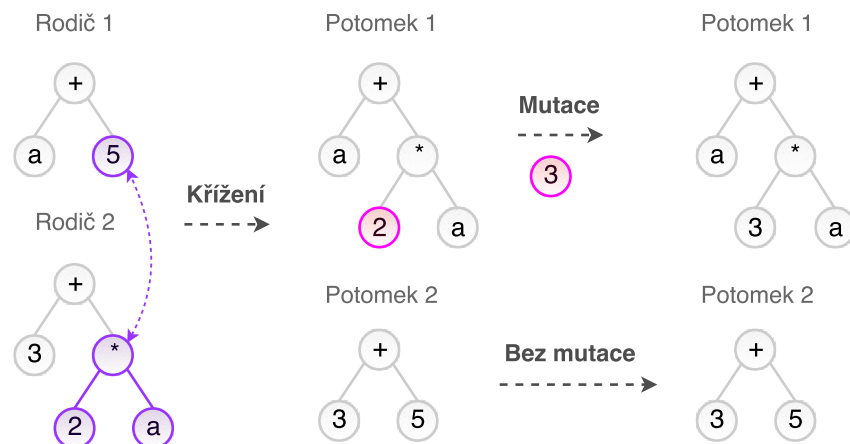 Rodič 1
+
a
5
Rodič 2
+
3
*
2
a
Křížení
Potomek 1
+
a
*
2
a
Potomek 2
+
3
5
Mutace
3
Bez mutace
Potomek 1
+
a
*
3
a
Potomek 2
+
3
5